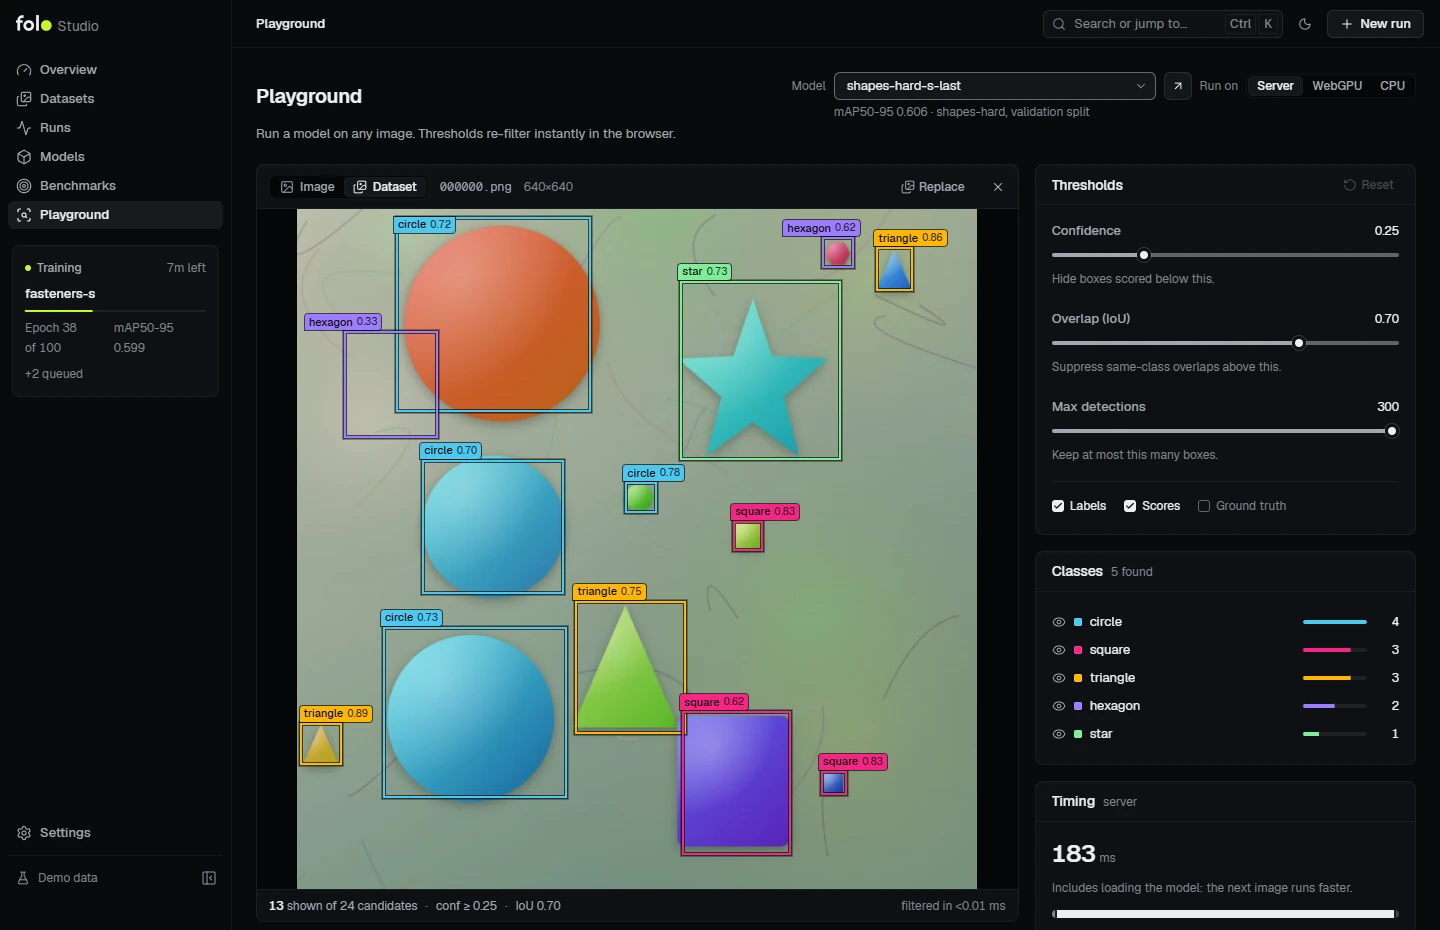 folo Studio
Playground
Search or jump to... Ctrl K
New run
Overview
Datasets
Runs
Models
Benchmarks
Playground
Training 7m left
fasteners-s
Epoch 38 of 100
mAP50-95 0.599
+2 queued
Settings
Demo data
Playground
Run a model on any image. Thresholds re-filter instantly in the browser.
Model shapes-hard-s-last
mAP50-95 0.606 · shapes-hard, validation split
Run on Server WebGPU CPU
Image Dataset 000000.png 640×640 Replace
circle 0.72
hexagon 0.62
triangle 0.86
star 0.73
hexagon 0.33
circle 0.70
circle 0.78
square 0.83
triangle 0.75
circle 0.73
square 0.62
triangle 0.89
square 0.83
13 shown of 24 candidates · conf ≥ 0.25 · IoU 0.70
filtered in <0.01 ms
Thresholds Reset
Confidence 0.25
Hide boxes scored below this.
Overlap (IoU) 0.70
Suppress same-class overlaps above this.
Max detections 300
Keep at most this many boxes.
Labels Scores Ground truth
Classes 5 found
circle 4
square 3
triangle 3
hexagon 2
star 1
Timing server
183 ms
Includes loading the model: the next image runs faster.